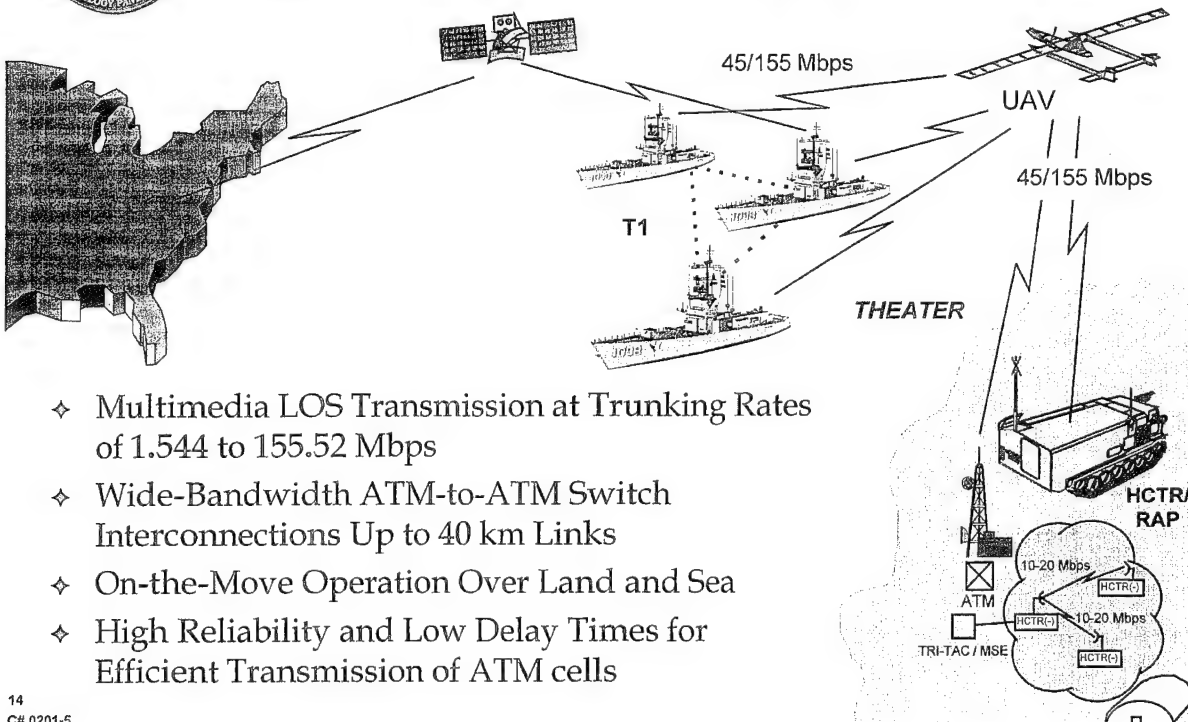 45/155 Mbps
UAV
45/155 Mbps
T1
THEATER
✧ Multimedia LOS Transmission at Trunking Rates
of 1.544 to 155.52 Mbps
✧ Wide-Bandwidth ATM-to-ATM Switch
Interconnections Up to 40 km Links
✧ On-the-Move Operation Over Land and Sea
✧ High Reliability and Low Delay Times for
Efficient Transmission of ATM cells
HCTR/
RAP
10-20 Mbps
HCTR(-)
ATM
HCTR(-)
10-20 Mbps
TRI-TAC / MSE
HCTR(-)
14
C# 0201-5